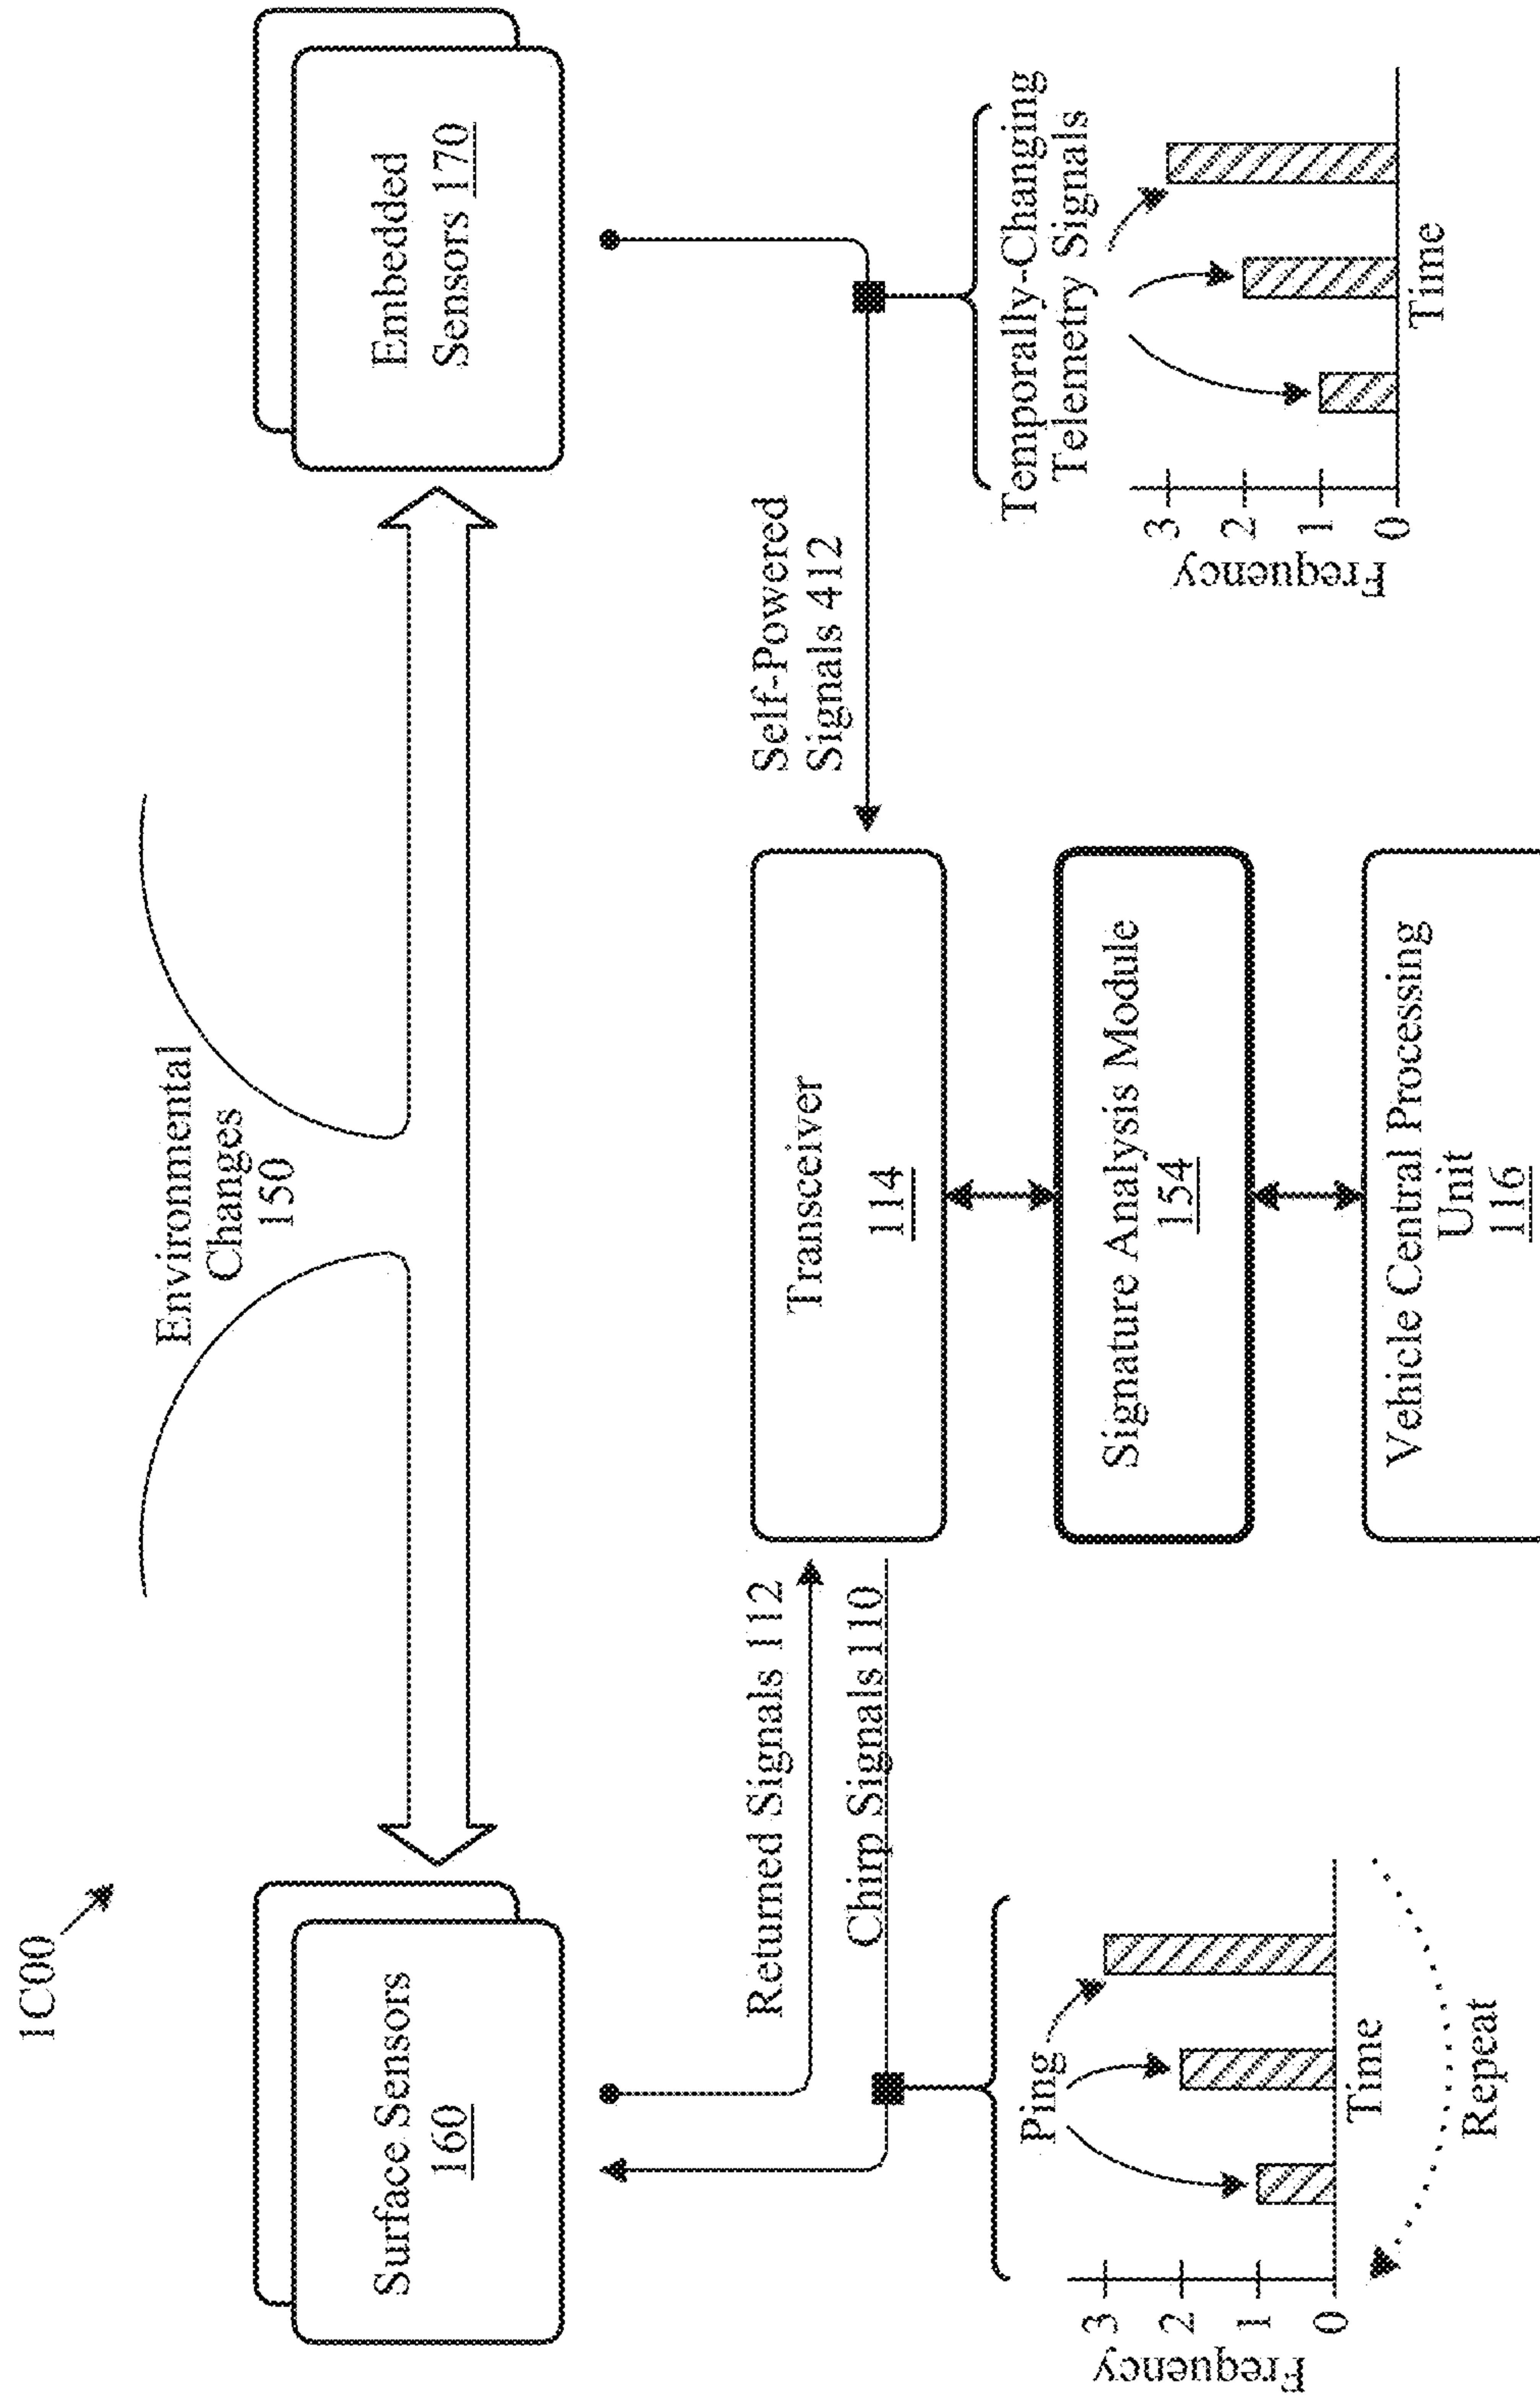 1C00
Environmental
Changes
150
Surface Sensors
160
Embedded
Sensors 170
Returned Signals 112
Chirp Signals 110
Transceiver
114
Self-Powered
Signals 412
Signature Analysis Module
154
Vehicle Central Processing
Unit
116
Ping
Frequency
3
2
1
0
Time
Repeat
Temporally-Changing
Telemetry Signals
Frequency
3
2
1
0
Time